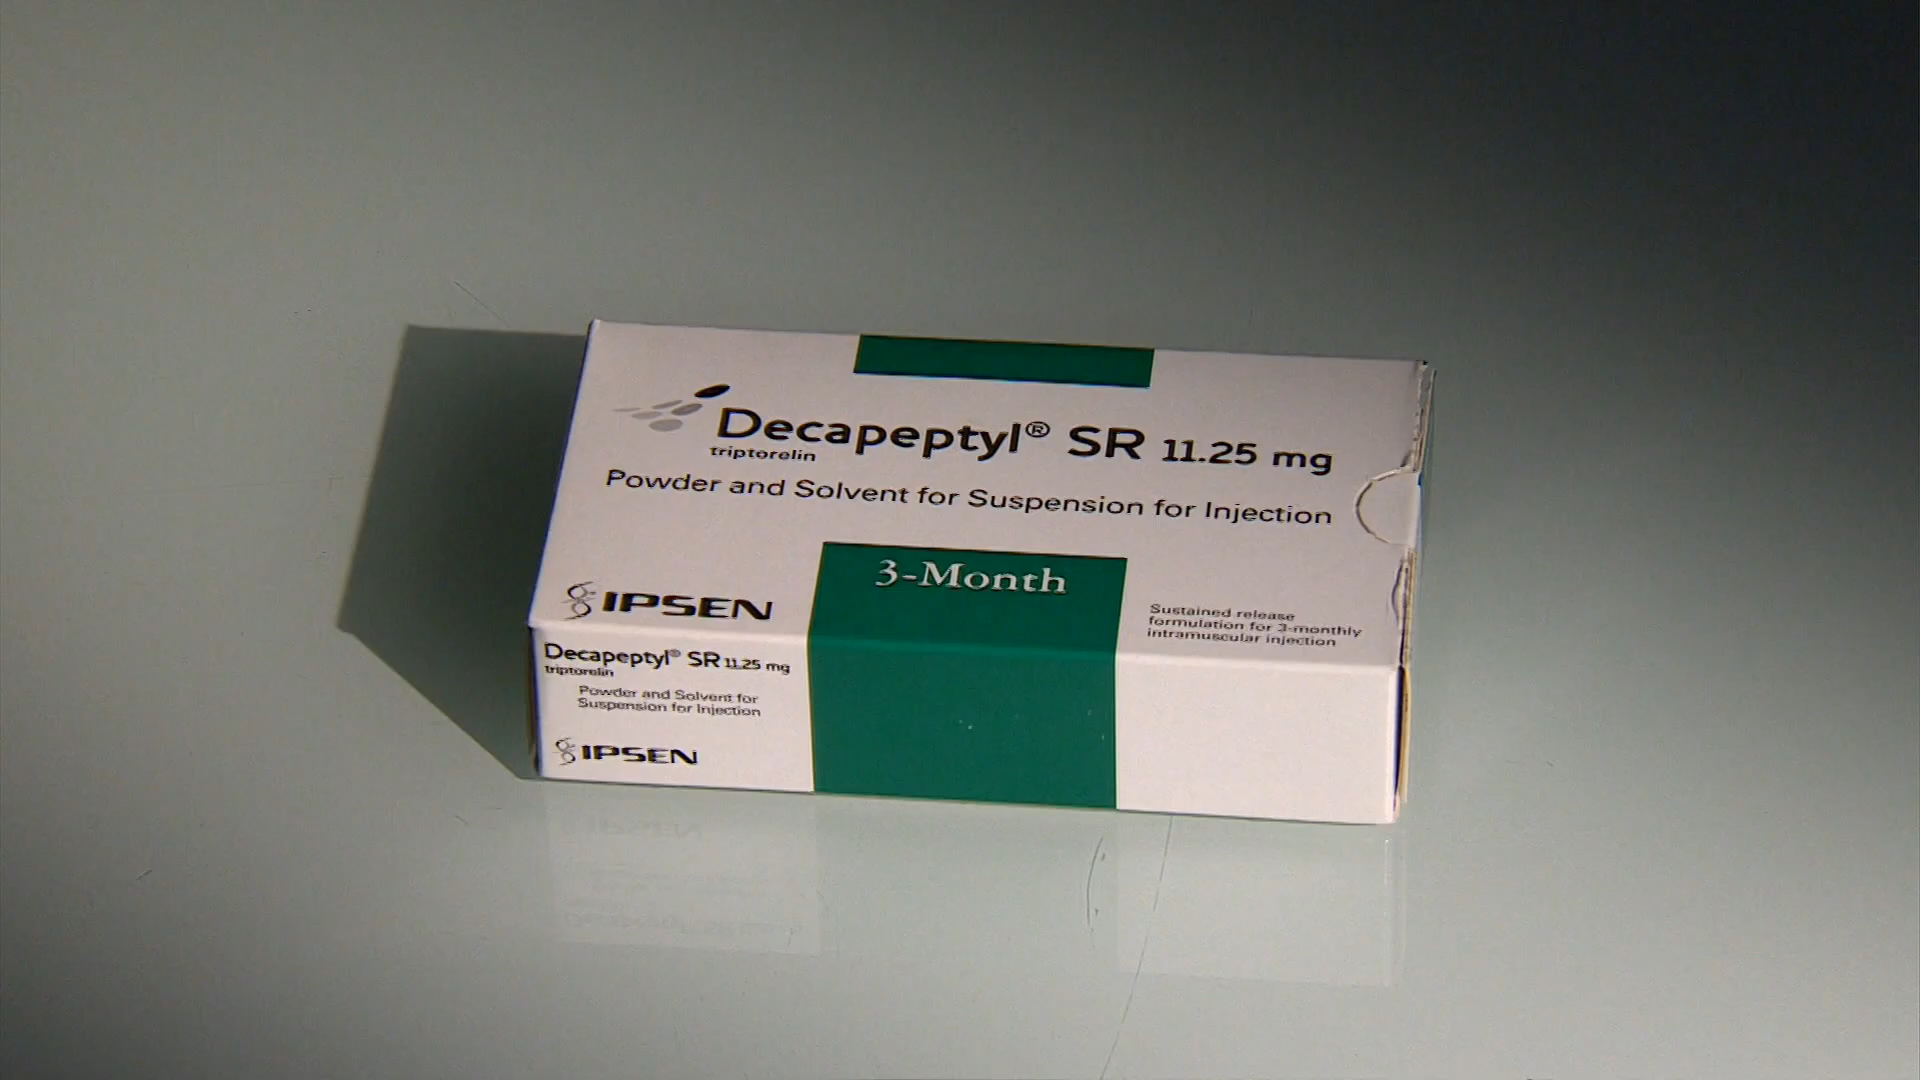 Decapeptyl® SR 11.25 mg
triptorelin
Powder and Solvent for Suspension for Injection
3-Month
IPSEN
Sustained release
formulation for 3-monthly
intramuscular injection
Decapeptyl® SR 11.25 mg
triptorelin
Powder and Solvent for
Suspension for Injection
IPSEN